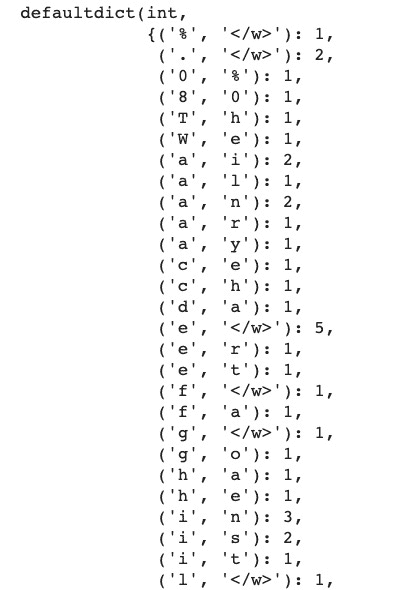 defaultdict(int,
{('%', '</w>'): 1,
('.', '</w>'): 2,
('0', '%'): 1,
('8', '0'): 1,
('T', 'h'): 1,
('W', 'e'): 1,
('a', 'i'): 2,
('a', 'l'): 1,
('a', 'n'): 2,
('a', 'r'): 1,
('a', 'y'): 1,
('c', 'e'): 1,
('c', 'h'): 1,
('d', 'a'): 1,
('e', '</w>'): 5,
('e', 'r'): 1,
('e', 't'): 1,
('f', '</w>'): 1,
('f', 'a'): 1,
('g', '</w>'): 1,
('g', 'o'): 1,
('h', 'a'): 1,
('h', 'e'): 1,
('i', 'n'): 3,
('i', 's'): 2,
('i', 't'): 1,
('l', '</w>'): 1,